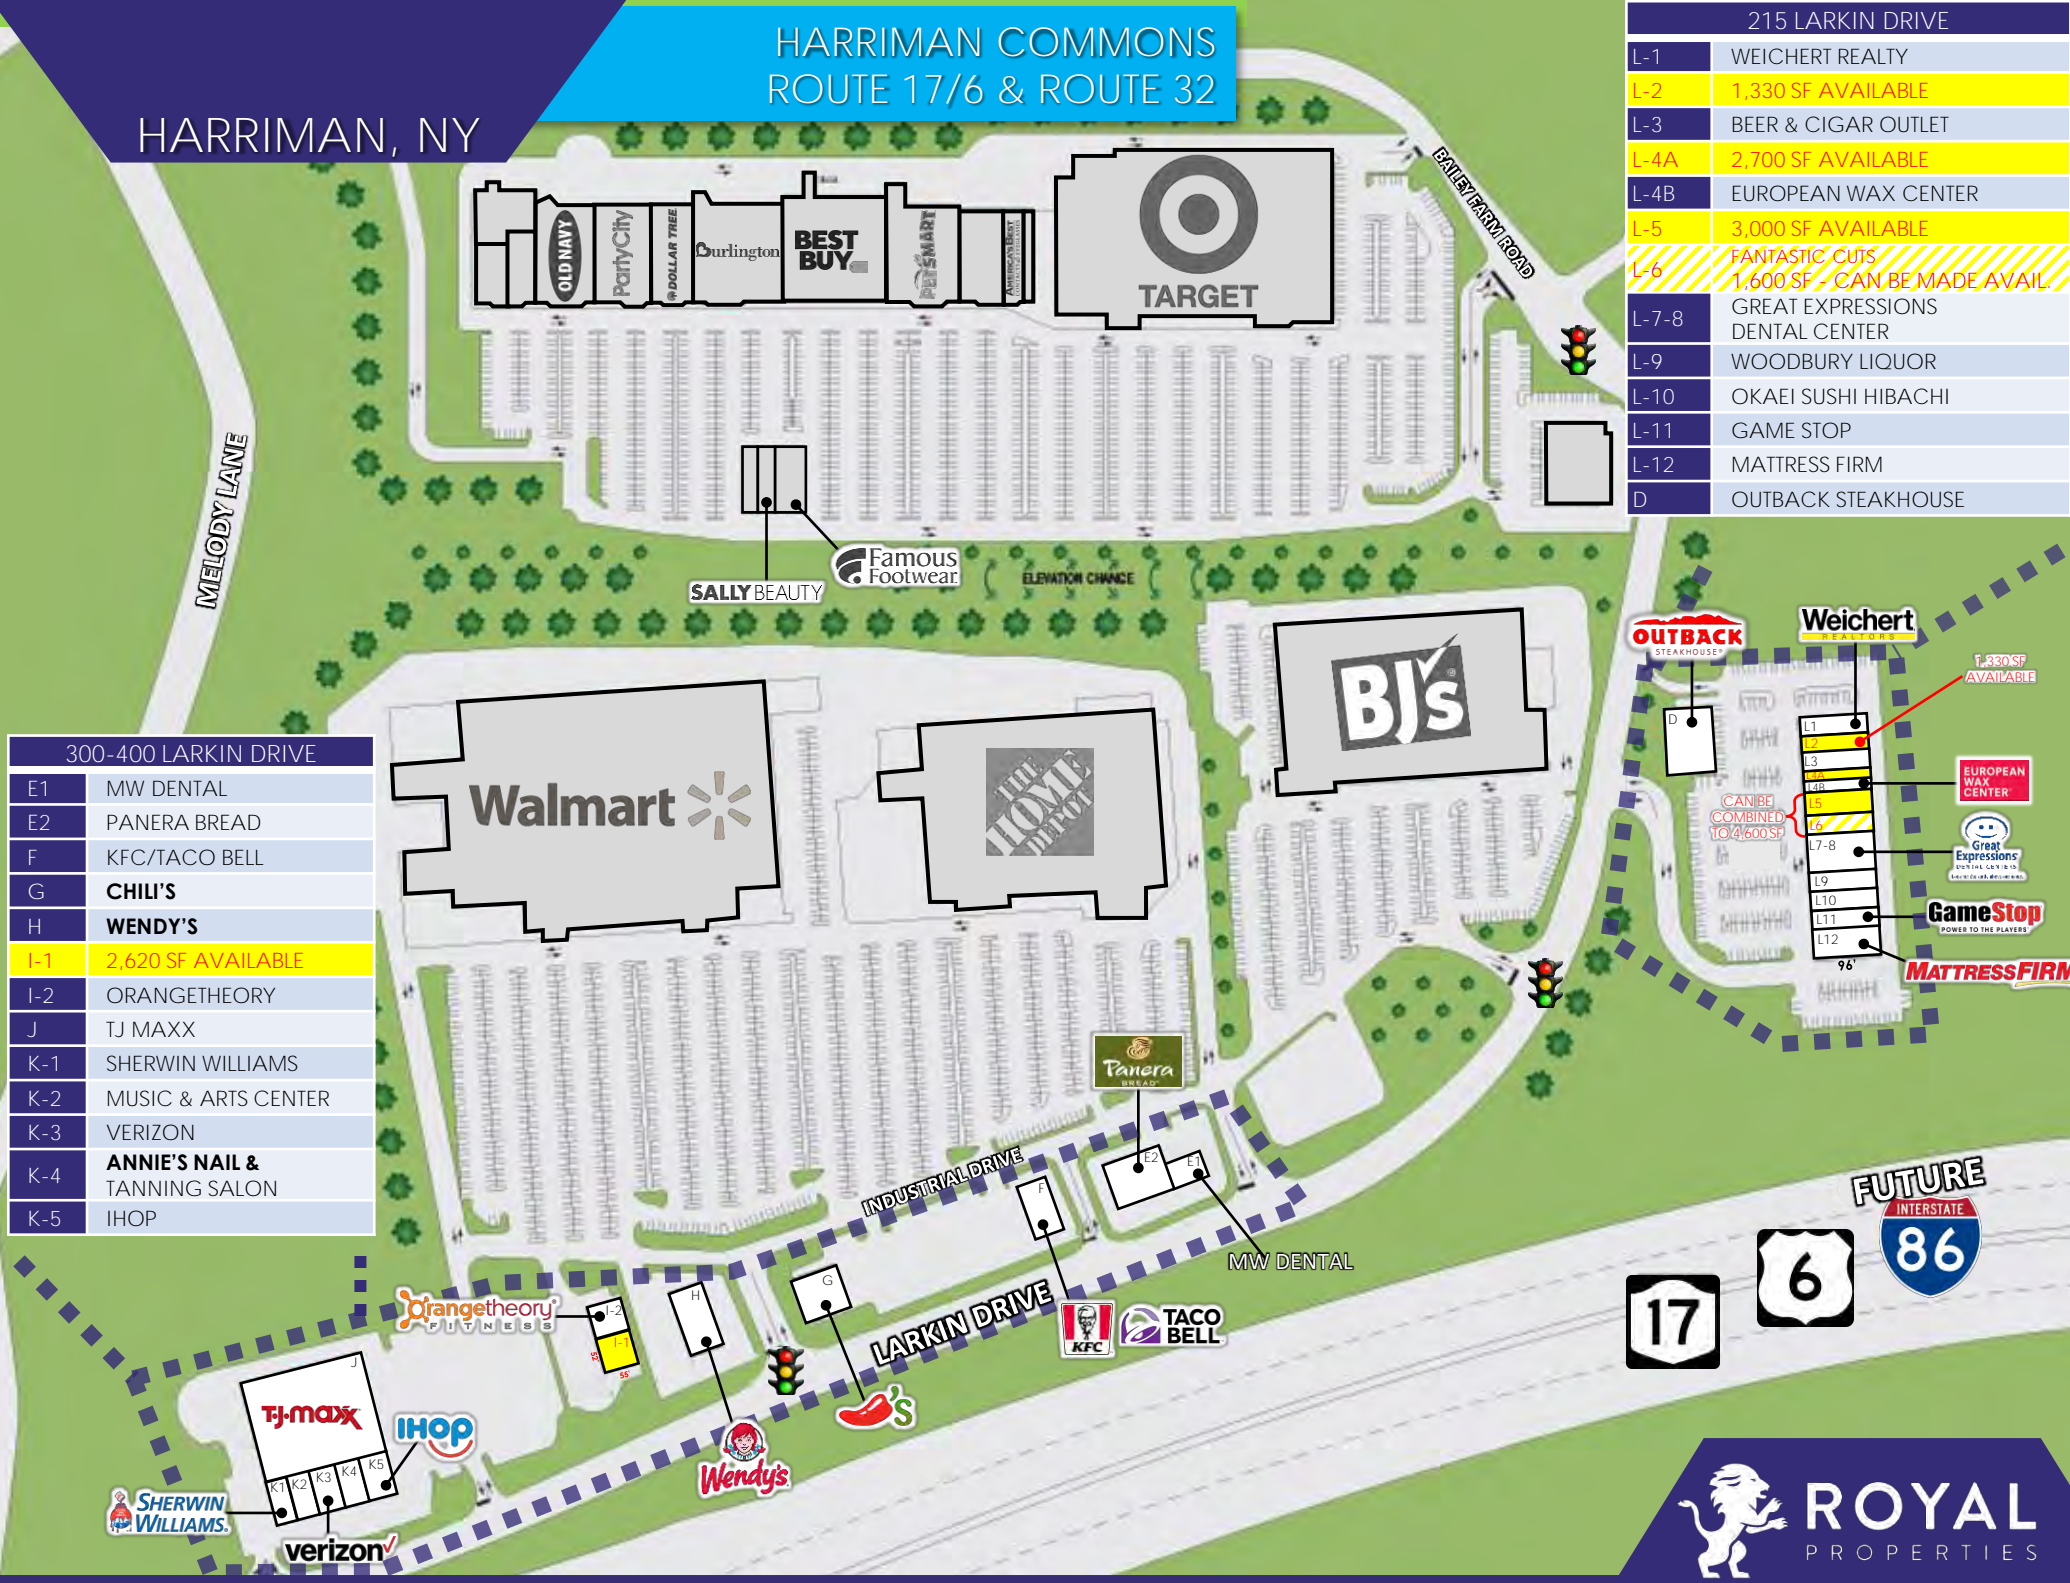 HARRIMAN, NY
HARRIMAN COMMONS
ROUTE 17/6 & ROUTE 32
215 LARKIN DRIVE
L-1 WEICHERT REALTY
L-2 1,330 SF AVAILABLE
L-3 BEER & CIGAR OUTLET
L-4A 2,700 SF AVAILABLE
L-4B EUROPEAN WAX CENTER
L-5 3,000 SF AVAILABLE
L-6 FANTASTIC CUTS
1,600 SF - CAN BE MADE AVAIL.
L-7-8 GREAT EXPRESSIONS
DENTAL CENTER
L-9 WOODBURY LIQUOR
L-10 OKAEI SUSHI HIBACHI
L-11 GAME STOP
L-12 MATTRESS FIRM
D OUTBACK STEAKHOUSE
OLD NAVY
PartyCity
DOLLAR TREE
Burlington
BEST
BUY
PETSMART
AMERICA'S BEST
CONTACTS & EYEGLASSES
TARGET
BAILEY FARM ROAD
MELODY LANE
SALLY BEAUTY
Famous
Footwear
ELEVATION CHANGE
Walmart
THE
HOME
DEPOT
BJ's
OUTBACK
STEAKHOUSE
Weichert
REALTORS
1,330 SF
AVAILABLE
D
L1
L2
L3
L4A
L4B
L5
L6
L7-8
L9
L10
L11
L12
96'
CAN BE
COMBINED
TO 4,600 SF
EUROPEAN
WAX
CENTER
Great
Expressions
DENTAL CENTERS
GameStop
POWER TO THE PLAYERS
MATTRESSFIRM
300-400 LARKIN DRIVE
E1 MW DENTAL
E2 PANERA BREAD
F KFC/TACO BELL
G CHILI'S
H WENDY'S
I-1 2,620 SF AVAILABLE
I-2 ORANGETHEORY
J TJ MAXX
K-1 SHERWIN WILLIAMS
K-2 MUSIC & ARTS CENTER
K-3 VERIZON
K-4 ANNIE'S NAIL &
TANNING SALON
K-5 IHOP
Panera
BREAD
INDUSTRIAL DRIVE
E2
E1
F
G
H
I-2
I-1
52'
55'
MW DENTAL
LARKIN DRIVE
KFC
TACO
BELL
Orangetheory
FITNESS
'S
Wendy's
J
T.J.maxx
IHOP
K1
K2
K3
K4
K5
SHERWIN
WILLIAMS.
verizon
FUTURE
INTERSTATE
86
6
17
ROYAL
PROPERTIES